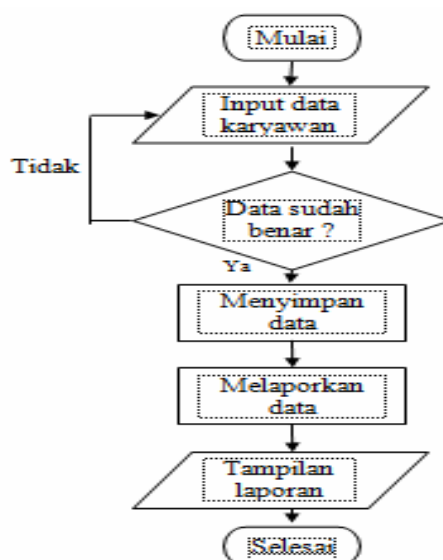 Mulai
Input data
karyawan
Tidak
Data sudah
benar ?
Ya
Menyimpan
data
Melaporkan
data
Tampilan
laporan
Selesai